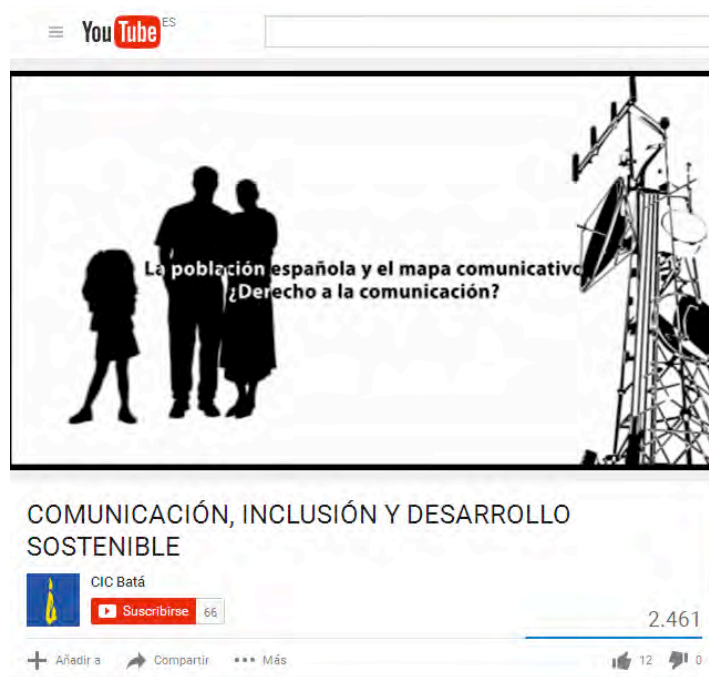 YouTube ES
La población española y el mapa comunicativo
¿Derecho a la comunicación?
COMUNICACIÓN, INCLUSIÓN Y DESARROLLO
SOSTENIBLE
CIC Batá
Suscribirse 66
2.461
Añadir a Compartir Más 12 0